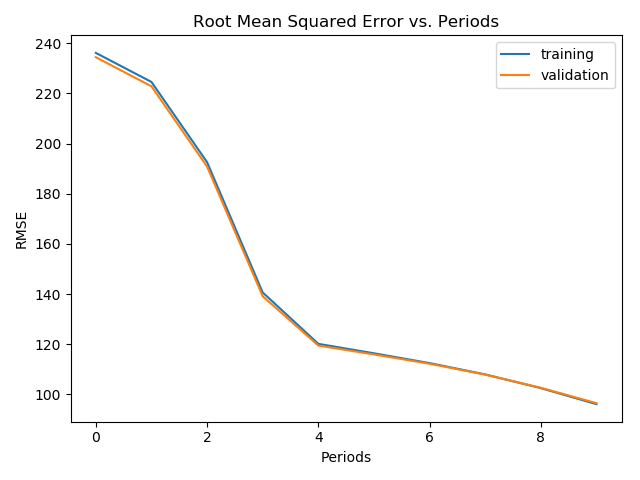 Root Mean Squared Error vs. Periods
240
220
200
180
160
140
120
100
RMSE
training
validation
0
2
4
6
8
Periods